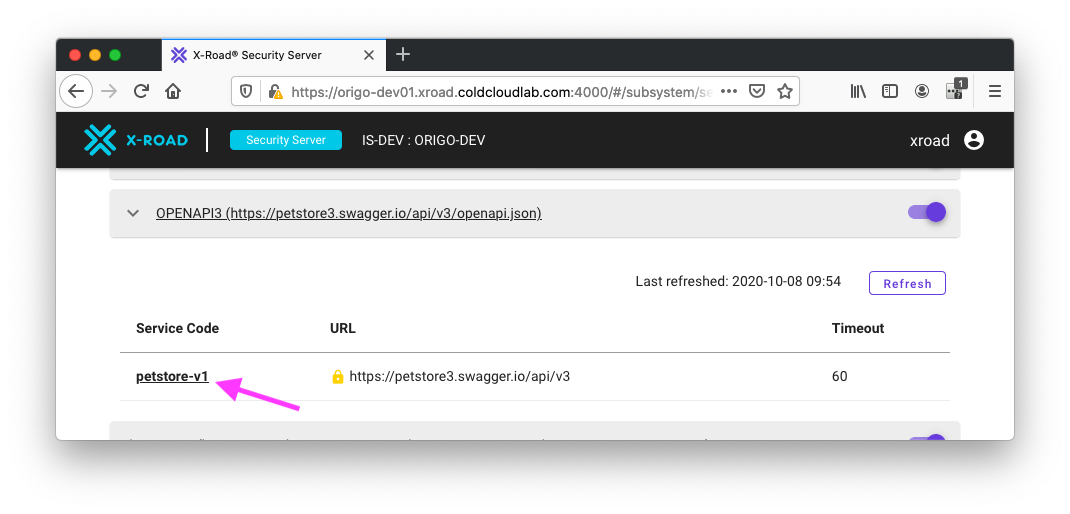 X-Road® Security Server
https://origo-dev01.xroad.coldcloudlab.com:4000/#/subsystem/se
1
X-ROAD Security Server IS-DEV : ORIGO-DEV xroad
OPENAPI3 (https://petstore3.swagger.io/api/v3/openapi.json)
Last refreshed: 2020-10-08 09:54 Refresh
Service Code URL Timeout
petstore-v1 https://petstore3.swagger.io/api/v3 60